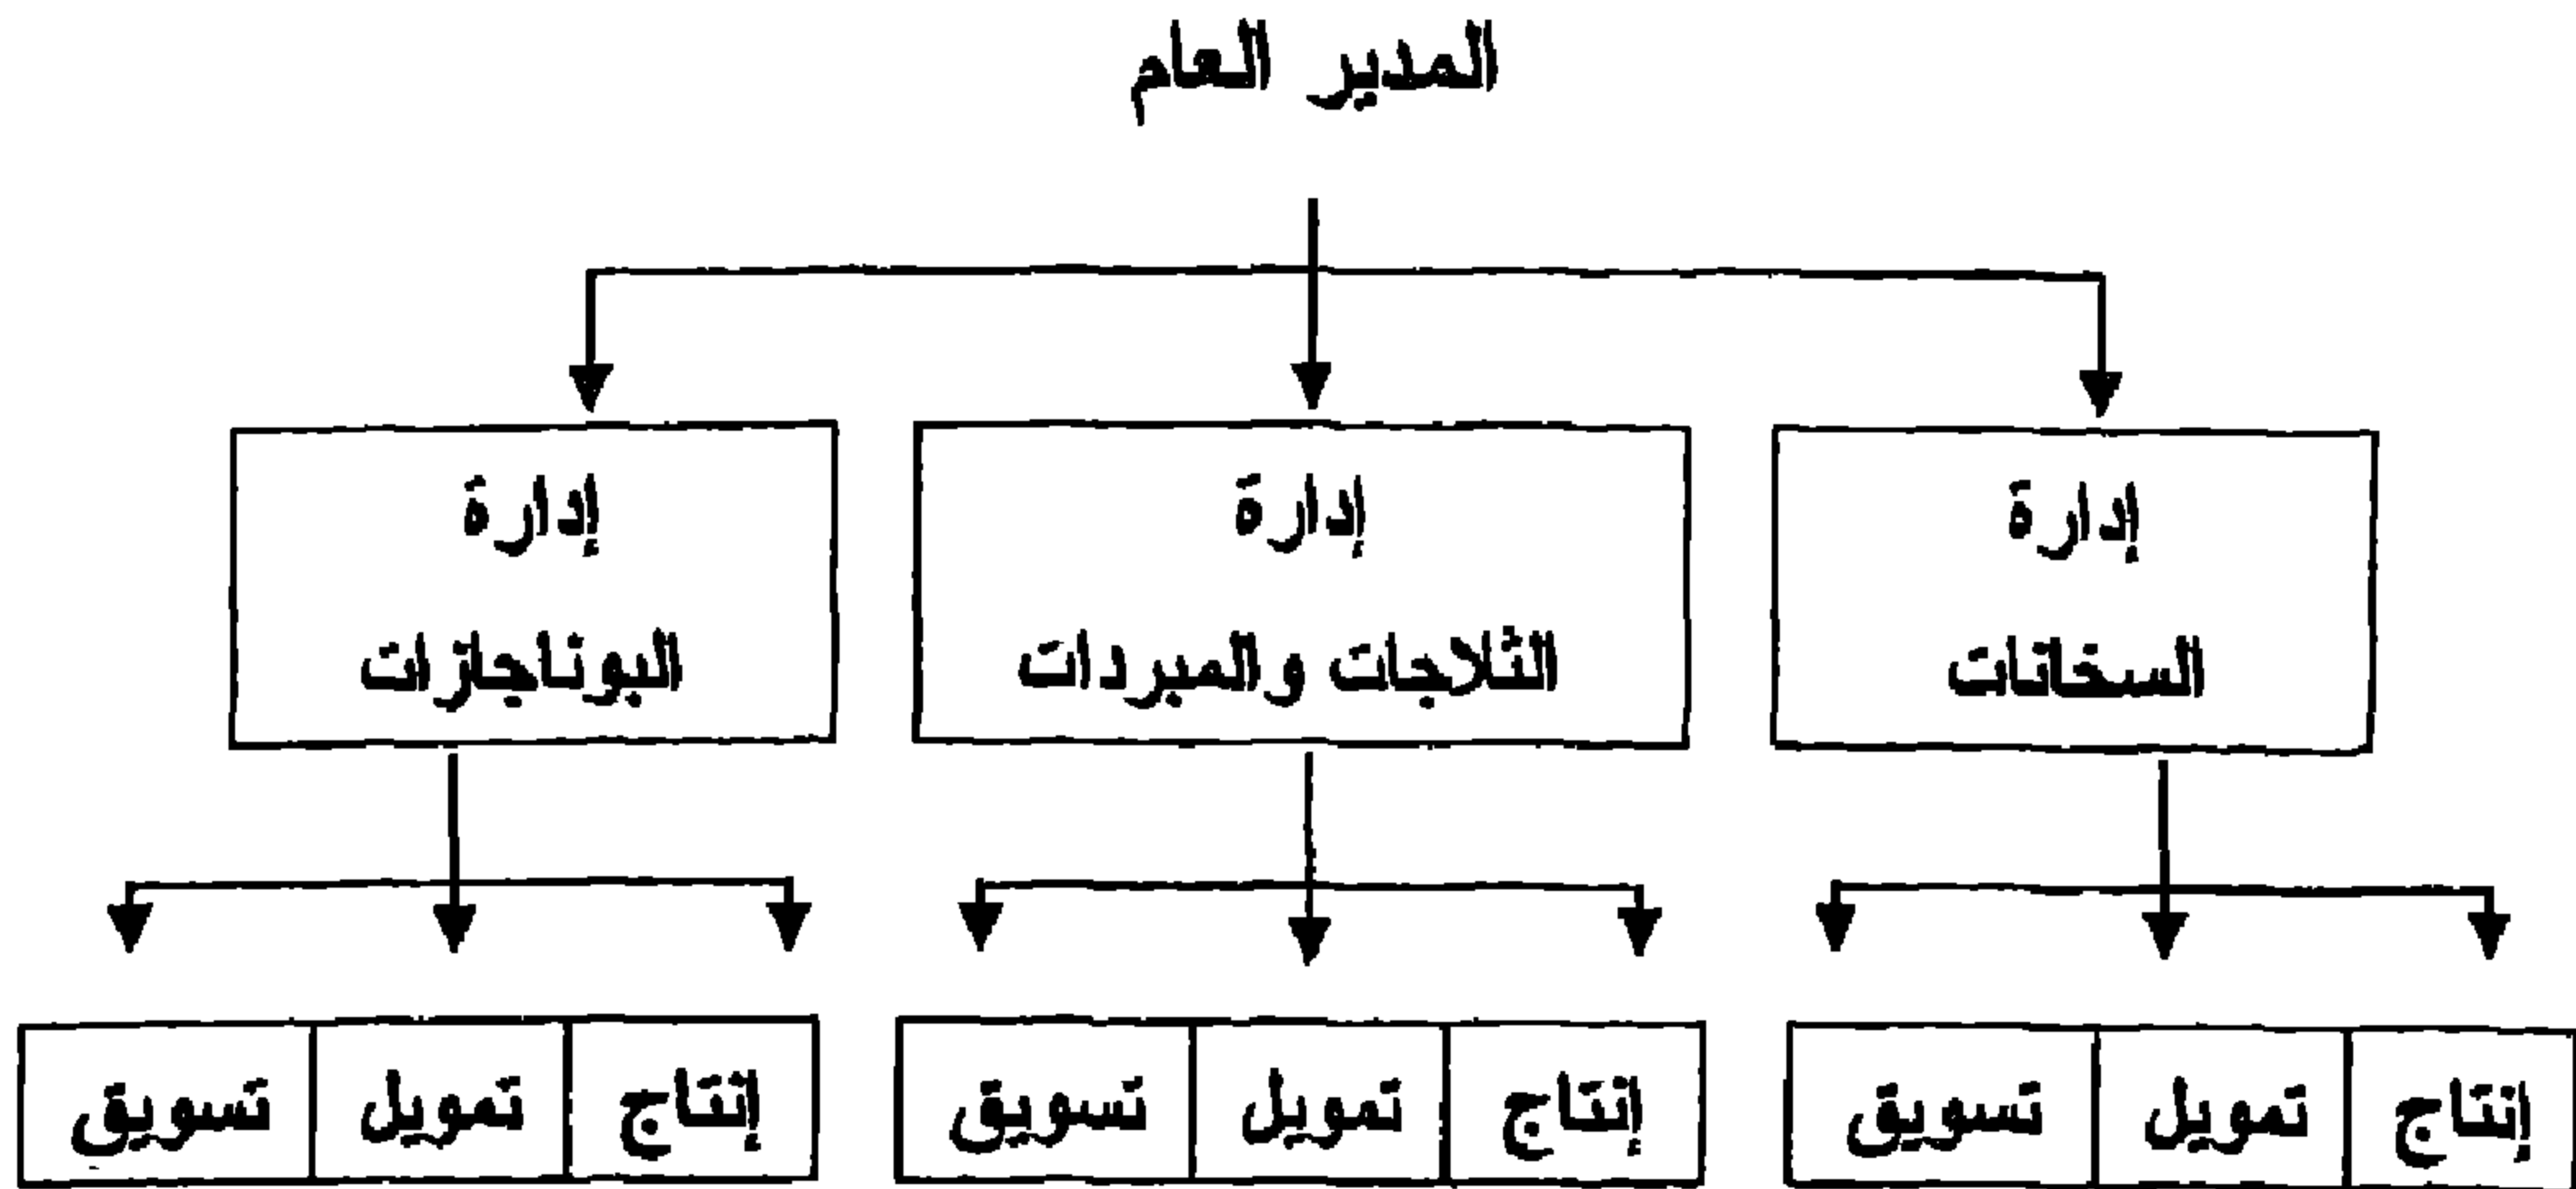 المدير العام
إدارة
السخانات
إدارة
الثلاجات والمبردات
إدارة
البوناجازات
إنتاج
تمويل
تسويق
إنتاج
تمويل
تسويق
إنتاج
تمويل
تسويق